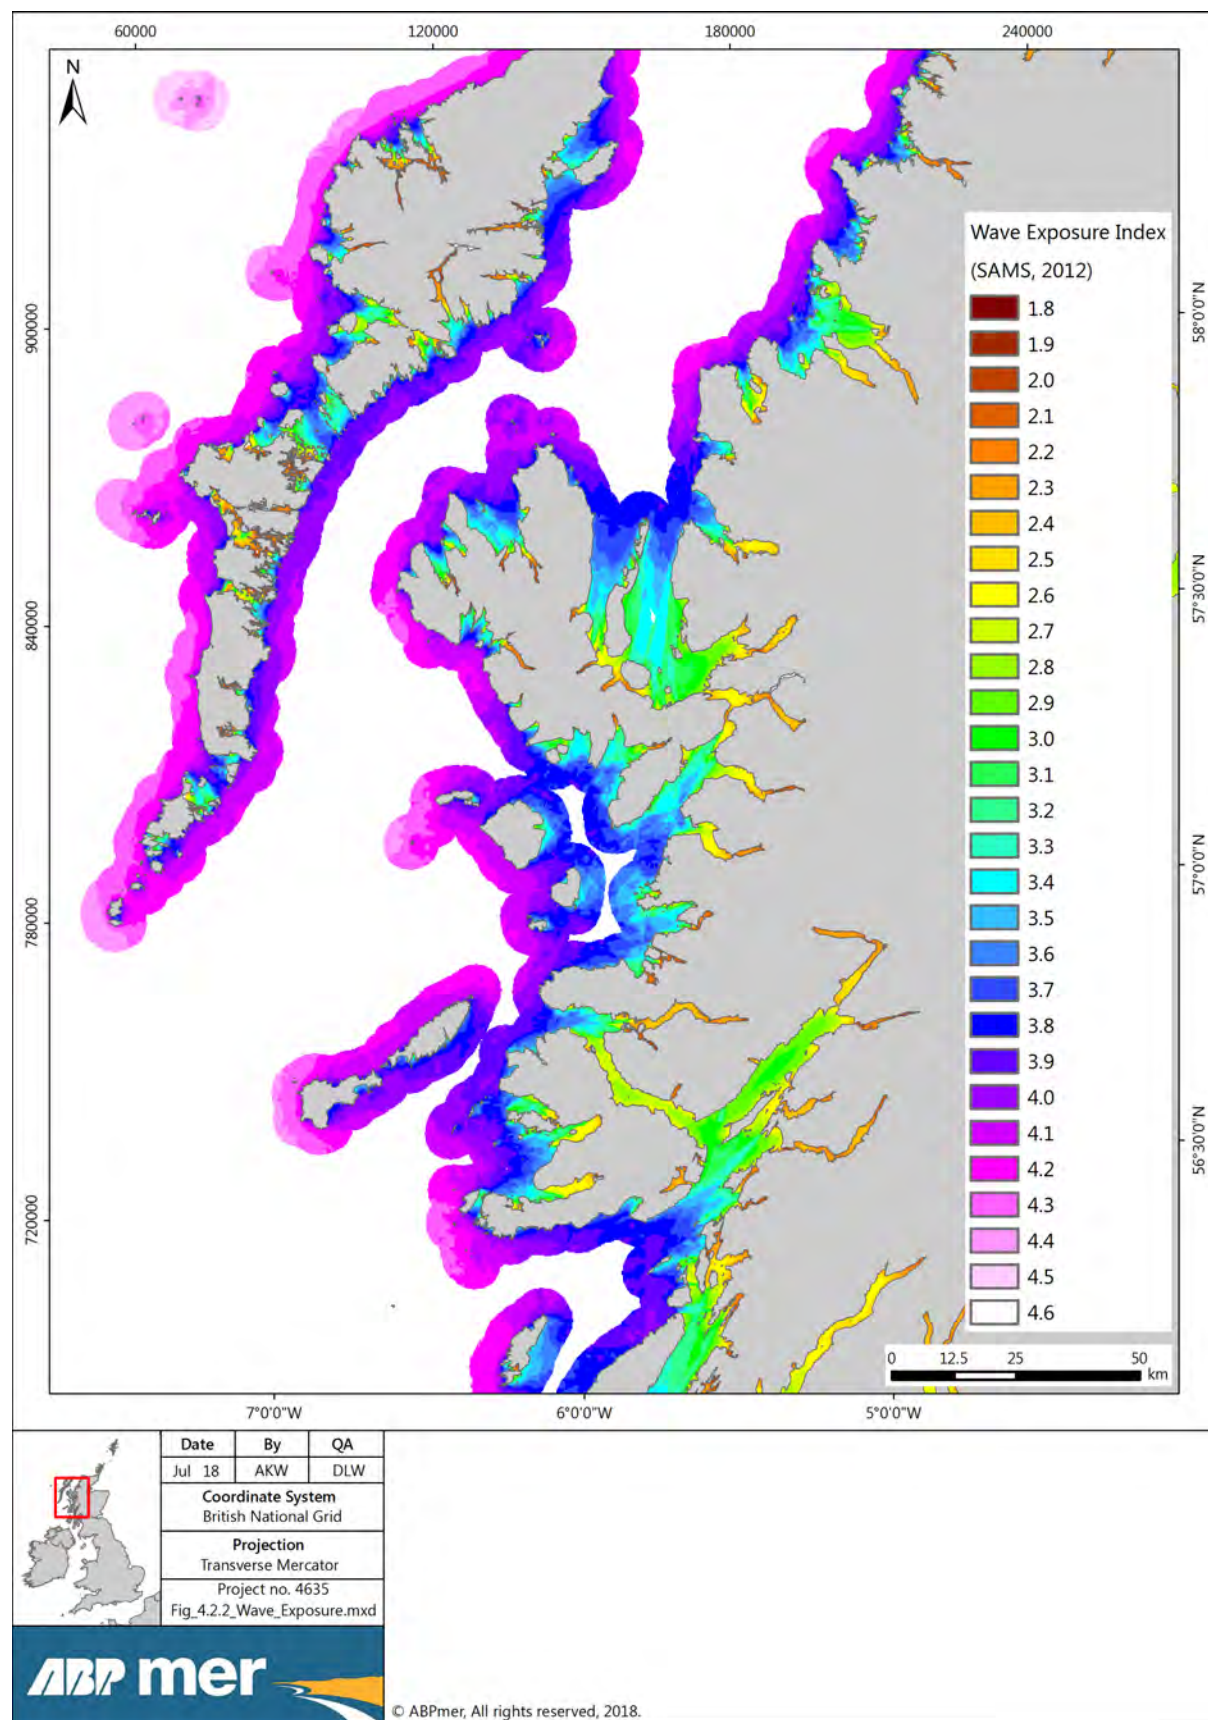 60000 120000 180000 240000
N
900000
840000
780000
720000
58°0'0"N
57°30'0"N
57°0'0"N
56°30'0"N
Wave Exposure Index
(SAMS, 2012)
1.8
1.9
2.0
2.1
2.2
2.3
2.4
2.5
2.6
2.7
2.8
2.9
3.0
3.1
3.2
3.3
3.4
3.5
3.6
3.7
3.8
3.9
4.0
4.1
4.2
4.3
4.4
4.5
4.6
0 12.5 25 50
km
7°0'0"W 6°0'0"W 5°0'0"W
Date By QA
Jul 18 AKW DLW
Coordinate System
British National Grid
Projection
Transverse Mercator
Project no. 4635
Fig_4.2.2_Wave_Exposure.mxd
ABPmer
© ABPmer, All rights reserved, 2018.